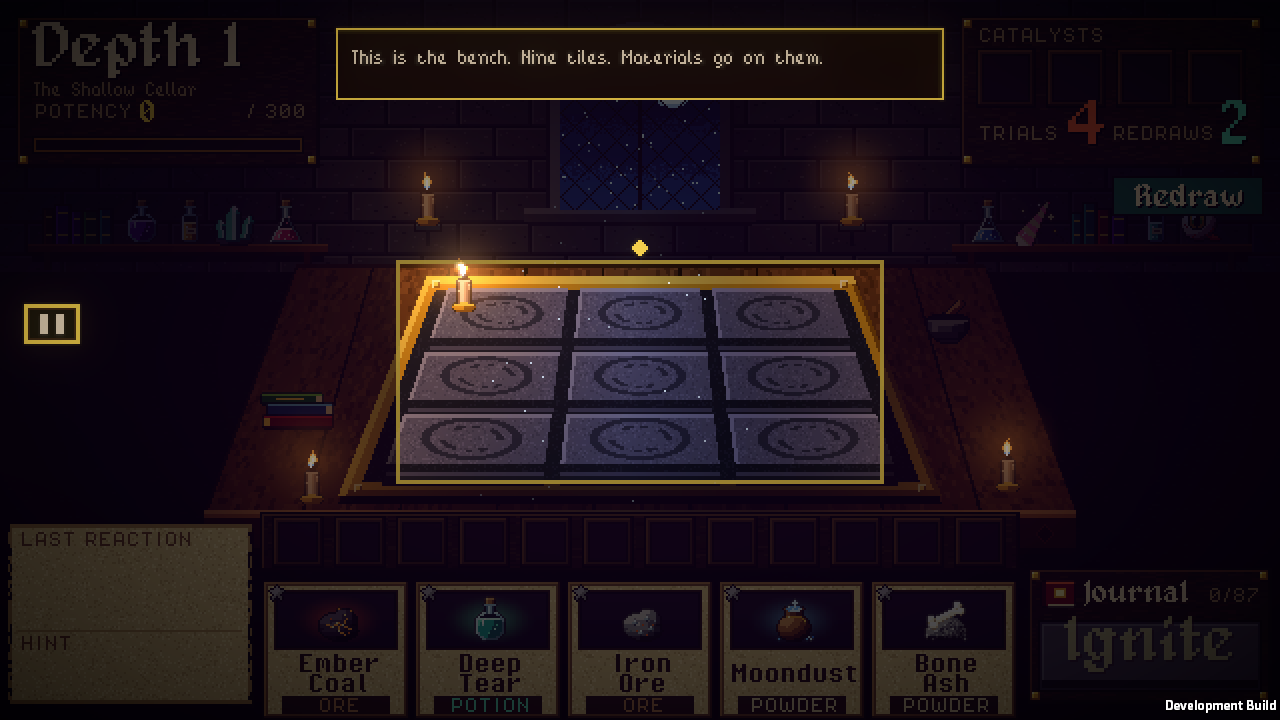 Depth 1
The Shallow Cellar
POTENCY 0 / 300
This is the bench. Nine tiles. Materials go on them.
CATALYSTS
TRIALS 4 REDRAWS 2
Redraw
LAST REACTION
HINT
Ember
Coal
ORE
Deep
Tear
POTION
Iron
Ore
ORE
Moondust
POWDER
Bone
Ash
POWDER
Journal 0/87
Ignite
Development Build